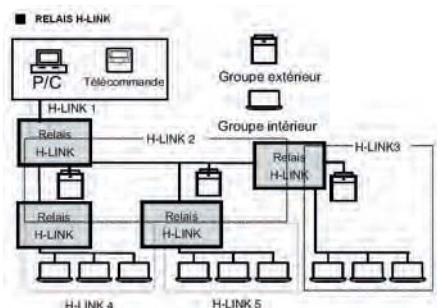 RELAIS H-LINK
P/C
Télécommande
Groupe extérieur
H-LINK 1
Groupe intérieur
Relais
H-LINK
H-LINK 2
H-LINK3
Relais
H-LINK
Relais
H-LINK
Relais
H-LINK
H-LINK 4
H-LINK 5